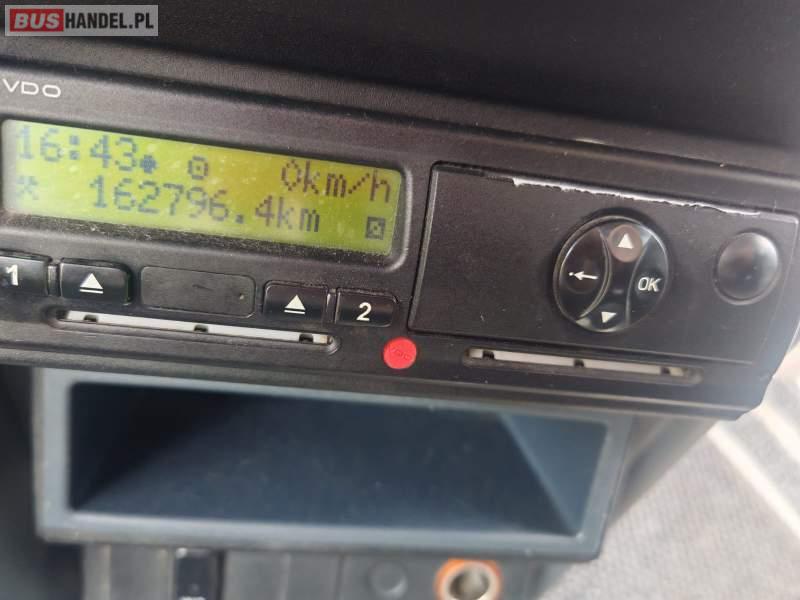 BUSHANDEL.PL
VDO
16:43 0km/h
162796.4km
1
2
OK